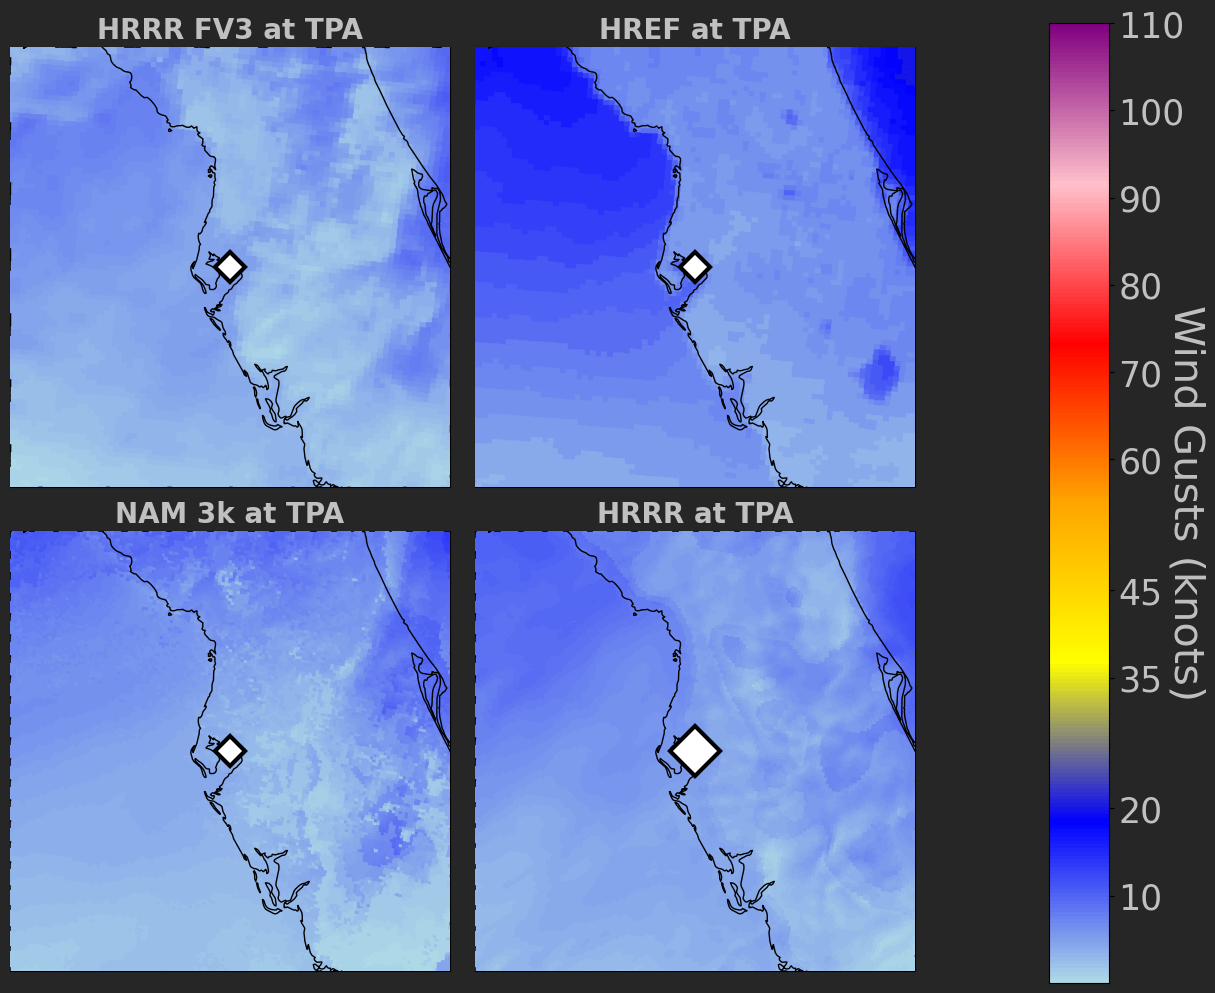 HRRR FV3 at TPA
HREF at TPA
NAM 3k at TPA
HRRR at TPA
110
100
90
80
70
60
45
35
20
10
Wind Gusts (knots)